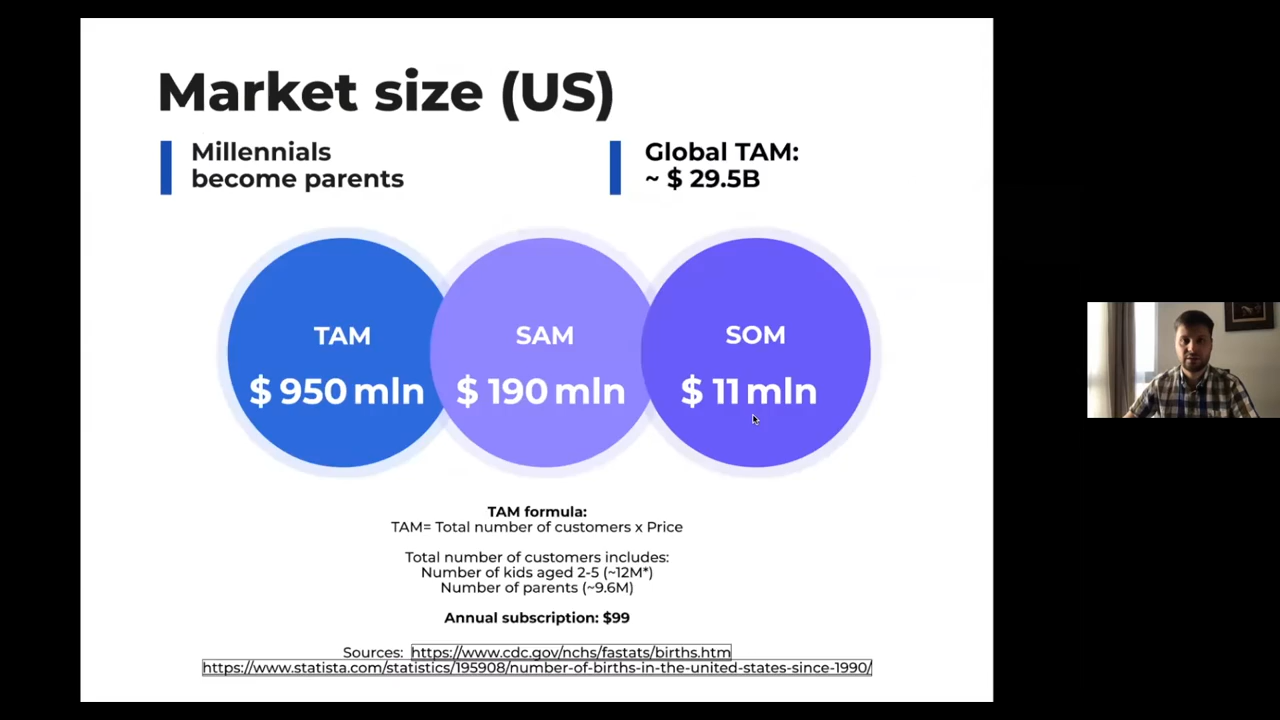 Market size (US)
Millennials
become parents
Global TAM:
~ $ 29.5B
TAM
$ 950 mln
SAM
$ 190 mln
SOM
$ 11 mln
TAM formula:
TAM= Total number of customers x Price
Total number of customers includes:
Number of kids aged 2-5 (~12M*)
Number of parents (~9.6M)
Annual subscription: $99
Sources: https://www.cdc.gov/nchs/fastats/births.htm
https://www.statista.com/statistics/195908/number-of-births-in-the-united-states-since-1990/